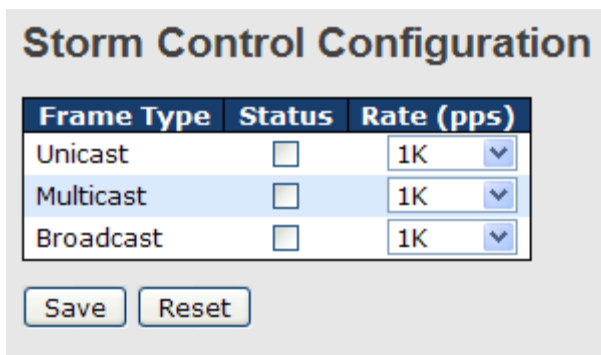 Storm Control Configuration
Frame Type Status Rate (pps)
Unicast 1K
Multicast 1K
Broadcast 1K
Save Reset